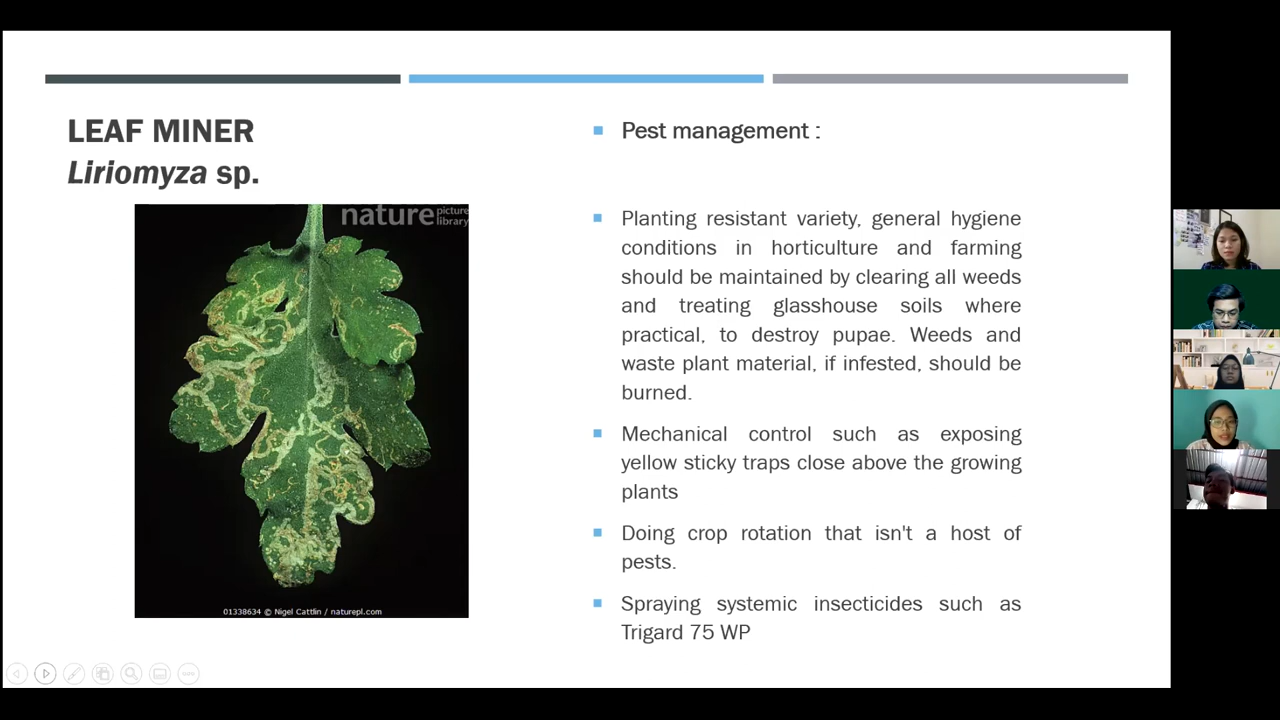 LEAF MINER
Liriomyza sp.
nature picture library
01338634 © Nigel Cattlin / naturepl.com
Pest management :
Planting resistant variety, general hygiene
conditions in horticulture and farming
should be maintained by clearing all weeds
and treating glasshouse soils where
practical, to destroy pupae. Weeds and
waste plant material, if infested, should be
burned.
Mechanical control such as exposing
yellow sticky traps close above the growing
plants
Doing crop rotation that isn't a host of
pests.
Spraying systemic insecticides such as
Trigard 75 WP